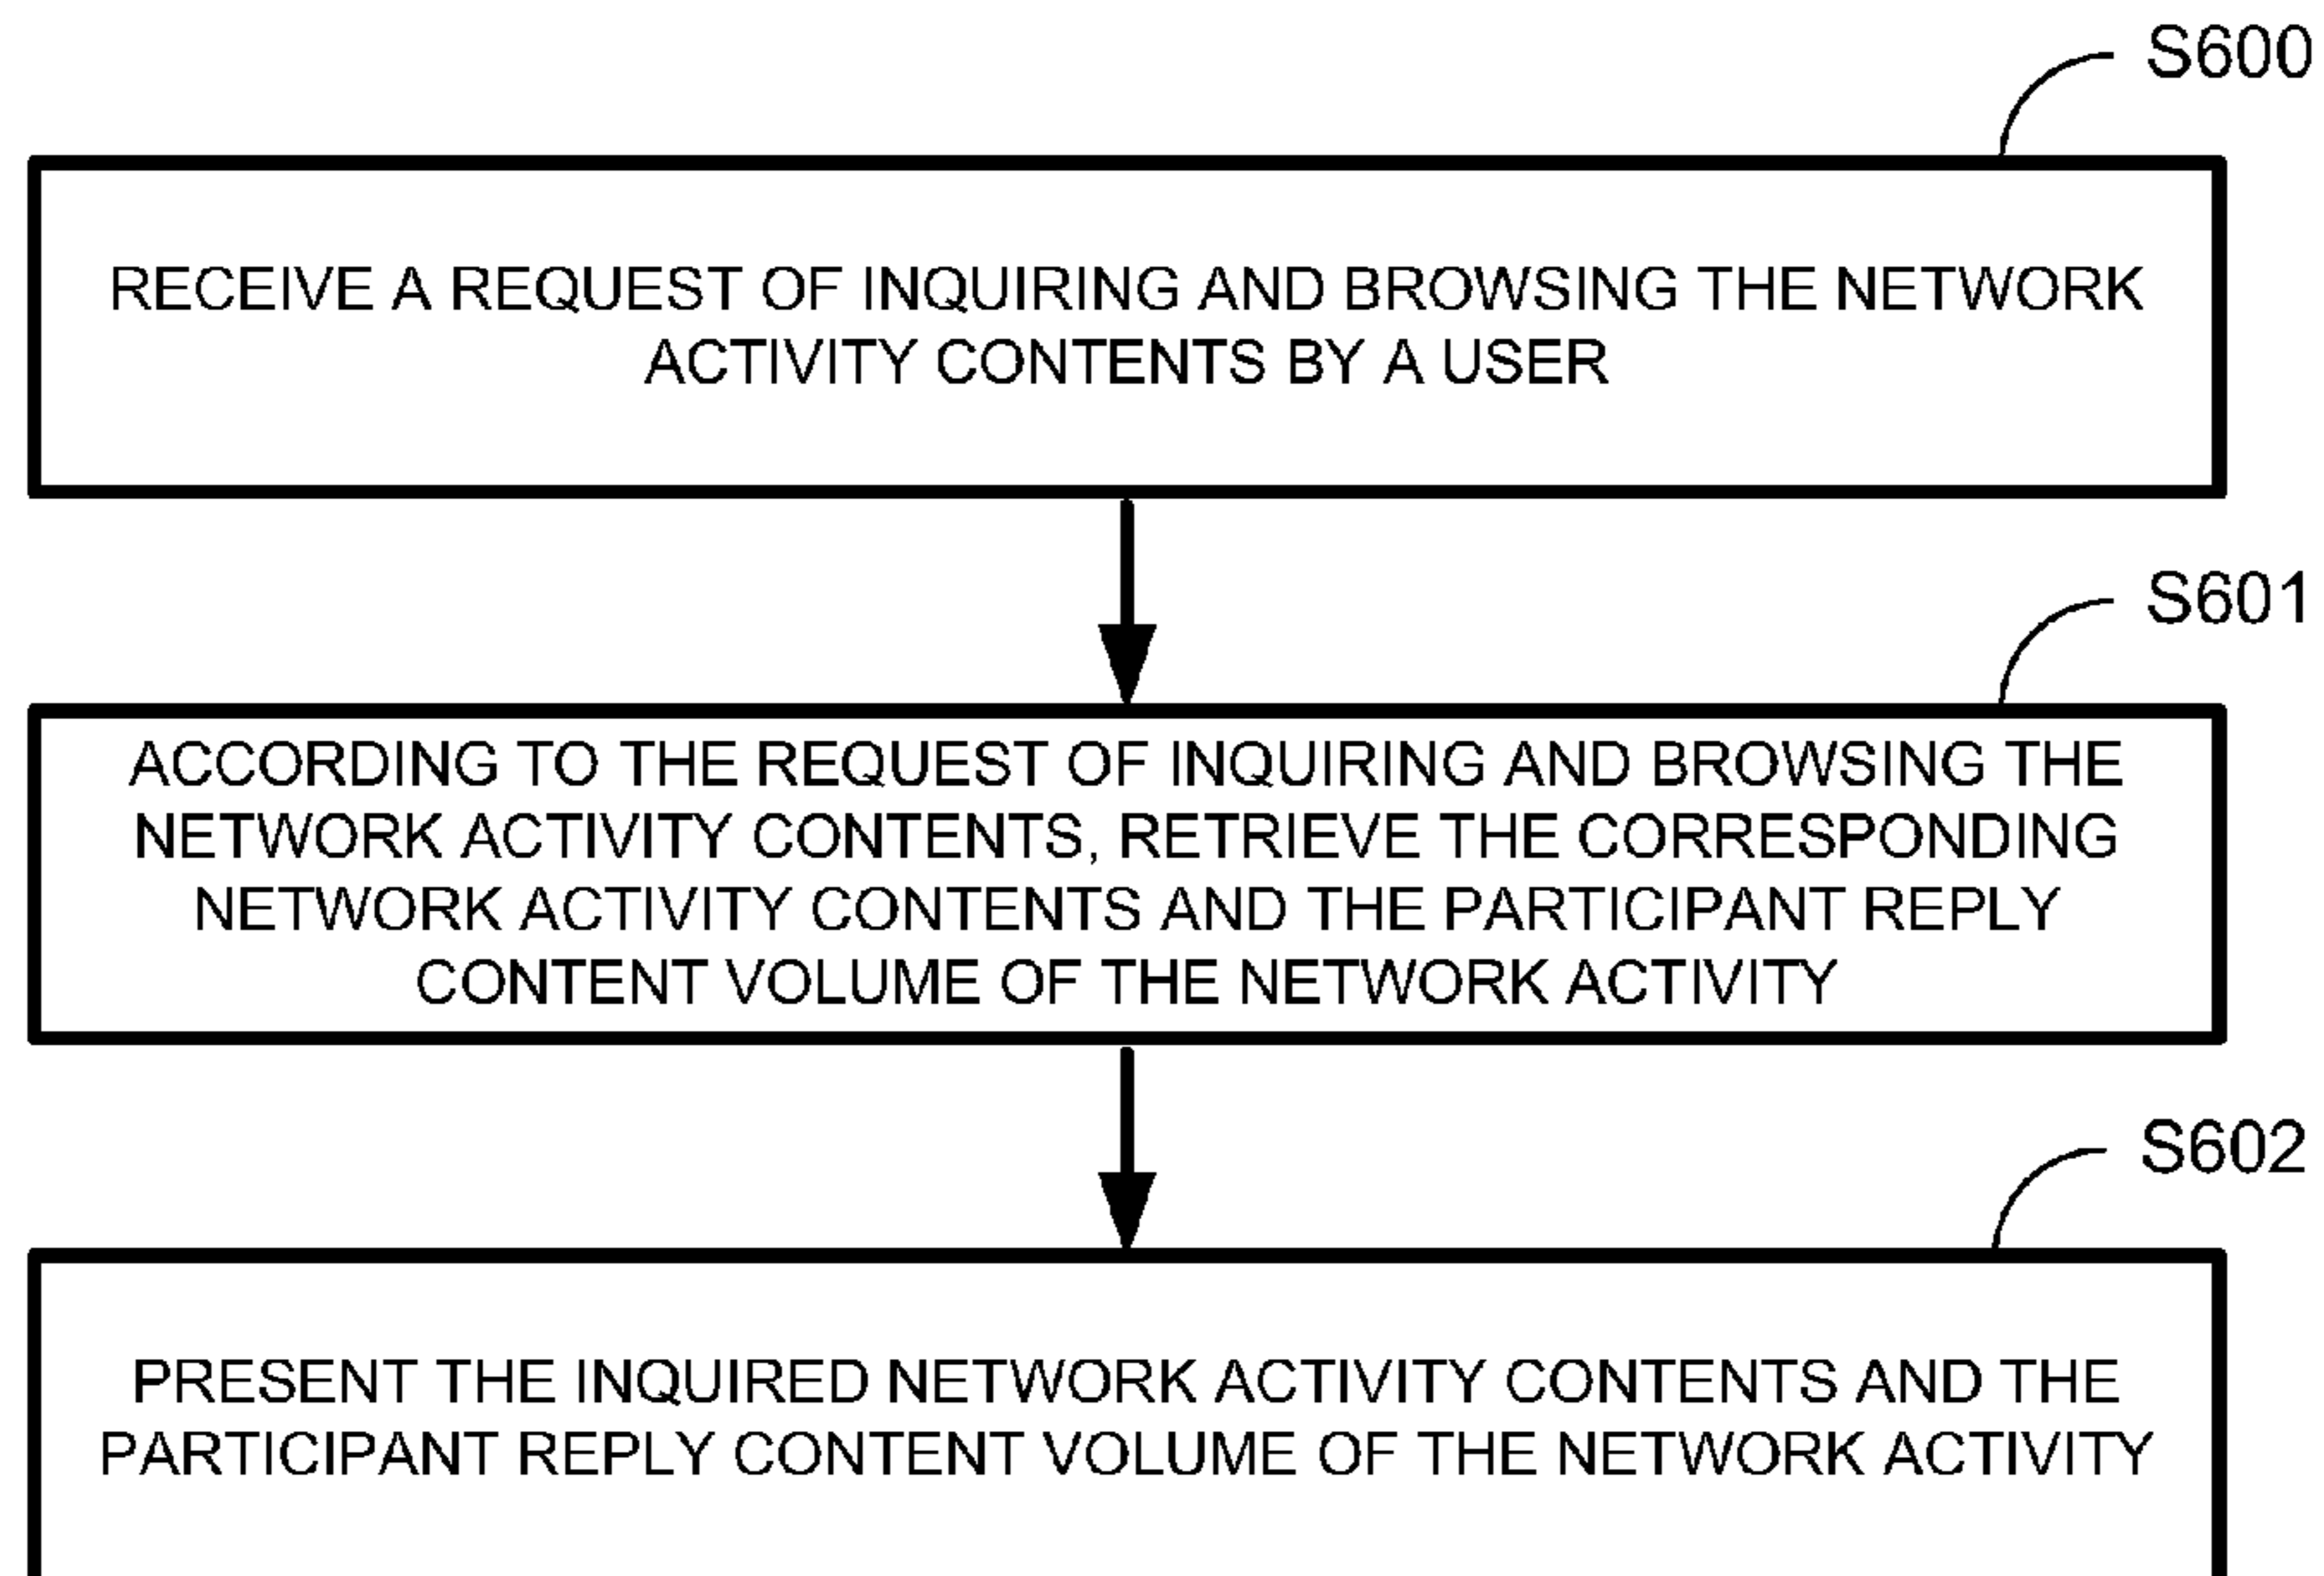 S600
RECEIVE A REQUEST OF INQUIRING AND BROWSING THE NETWORK
ACTIVITY CONTENTS BY A USER
S601
ACCORDING TO THE REQUEST OF INQUIRING AND BROWSING THE
NETWORK ACTIVITY CONTENTS, RETRIEVE THE CORRESPONDING
NETWORK ACTIVITY CONTENTS AND THE PARTICIPANT REPLY
CONTENT VOLUME OF THE NETWORK ACTIVITY
S602
PRESENT THE INQUIRED NETWORK ACTIVITY CONTENTS AND THE
PARTICIPANT REPLY CONTENT VOLUME OF THE NETWORK ACTIVITY